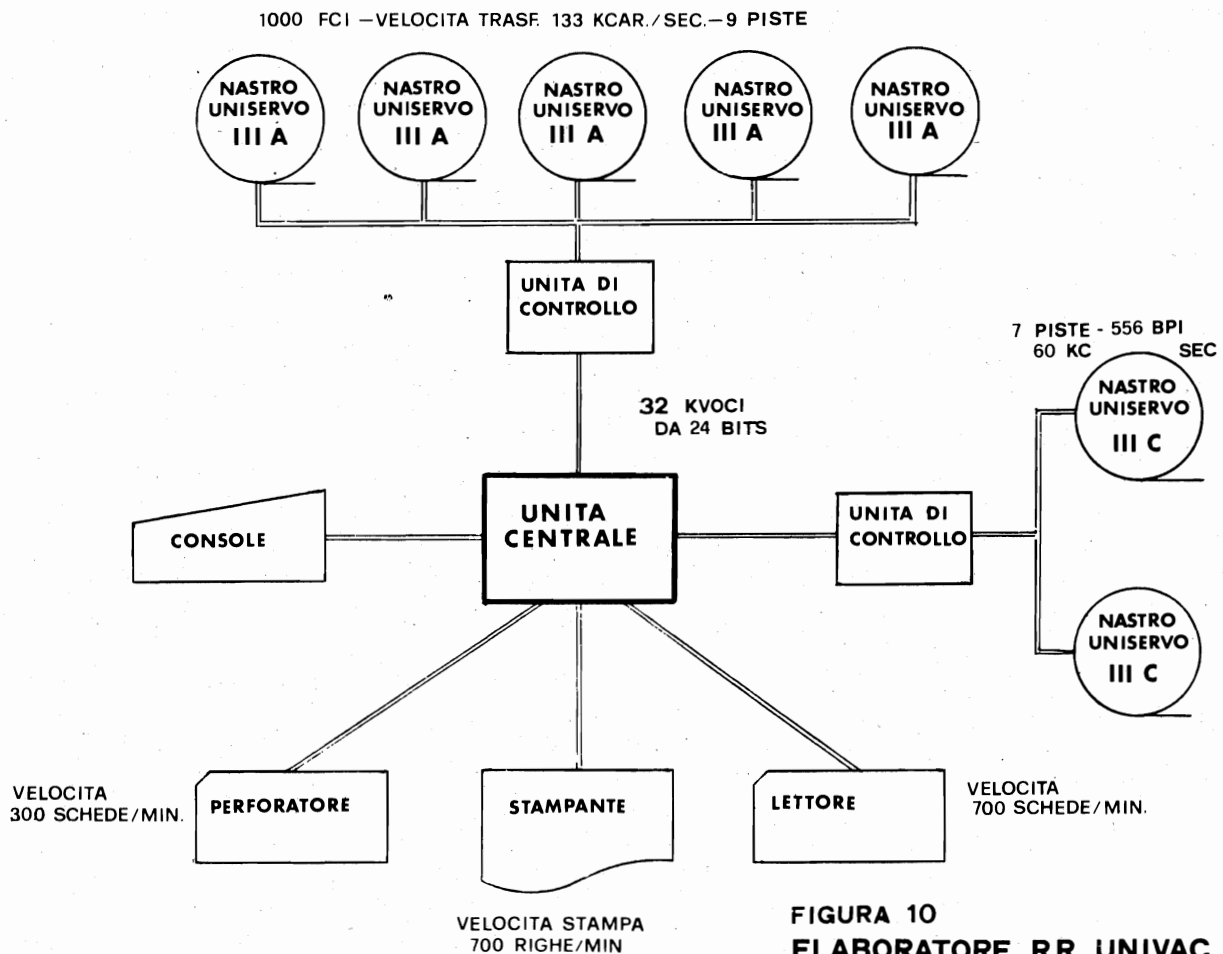 1000 FCI – VELOCITA TRASF. 133 KCAR./SEC. – 9 PISTE
NASTRO
UNISERVO
III A
NASTRO
UNISERVO
III A
NASTRO
UNISERVO
III A
NASTRO
UNISERVO
III A
NASTRO
UNISERVO
III A
UNITA DI
CONTROLLO
7 PISTE - 556 BPI
60 KC SEC
NASTRO
UNISERVO
III C
32 KVOCI
DA 24 BITS
UNITA
CENTRALE
CONSOLE
UNITA DI
CONTROLLO
NASTRO
UNISERVO
III C
VELOCITA
300 SCHEDE/MIN.
PERFORATORE
STAMPANTE
LETTORE
VELOCITA
700 SCHEDE/MIN.
VELOCITA STAMPA
700 RIGHE/MIN
FIGURA 10
ELABORATORE RR UNIVAC